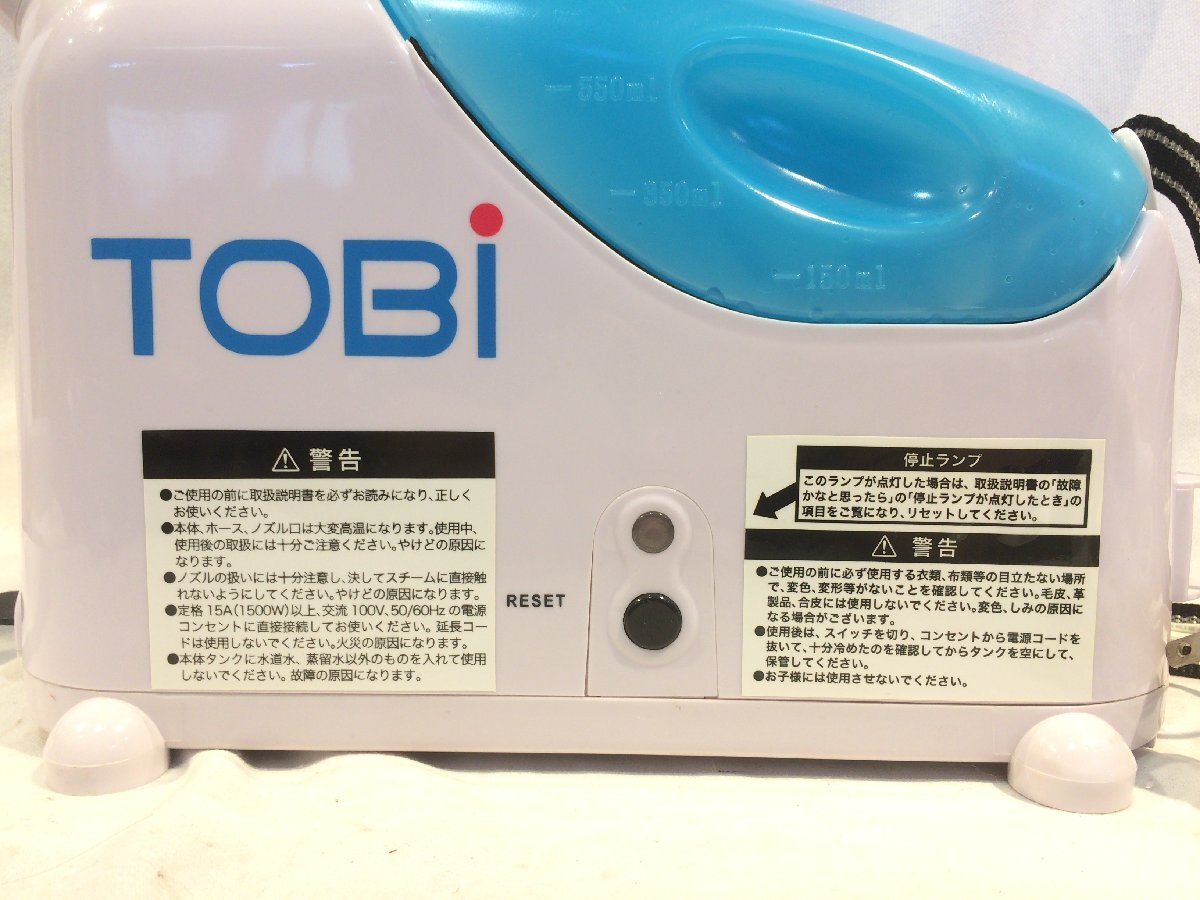 550ml
350ml
150ml
TOBi
⚠ 警告
●ご使用の前に取扱説明書を必ずお読みになり、正しく
お使いください。
●本体、ホース、ノズル口は大変高温になります。使用中、
使用後の取扱には十分ご注意ください。やけどの原因に
なります。
●ノズルの扱いには十分注意し、決してスチームに直接触
れないようにしてください。やけどの原因になります。
●定格15A(1500W)以上、交流100V、50/60Hzの電源
コンセントに直接接続してお使いください。延長コー
ドは使用しないでください。火災の原因になります。
●本体タンクに水道水、蒸留水以外のものを入れて使用
しないでください。故障の原因になります。
RESET
停止ランプ
このランプが点灯した場合は、取扱説明書の「故障
かなと思ったら」の「停止ランプが点灯したとき」の
項目をご覧になり、リセットしてください。
⚠ 警告
●ご使用の前に必ず使用する衣類、布類等の目立たない場所
で、変色、変形等がないことを確認してください。毛皮、革
製品、合皮には使用しないでください。変色、しみの原因に
なる場合がございます。
●使用後は、スイッチを切り、コンセントから電源コードを
抜いて、十分冷めたのを確認してからタンクを空にして、
保管してください。
●お子様には使用させないでください。